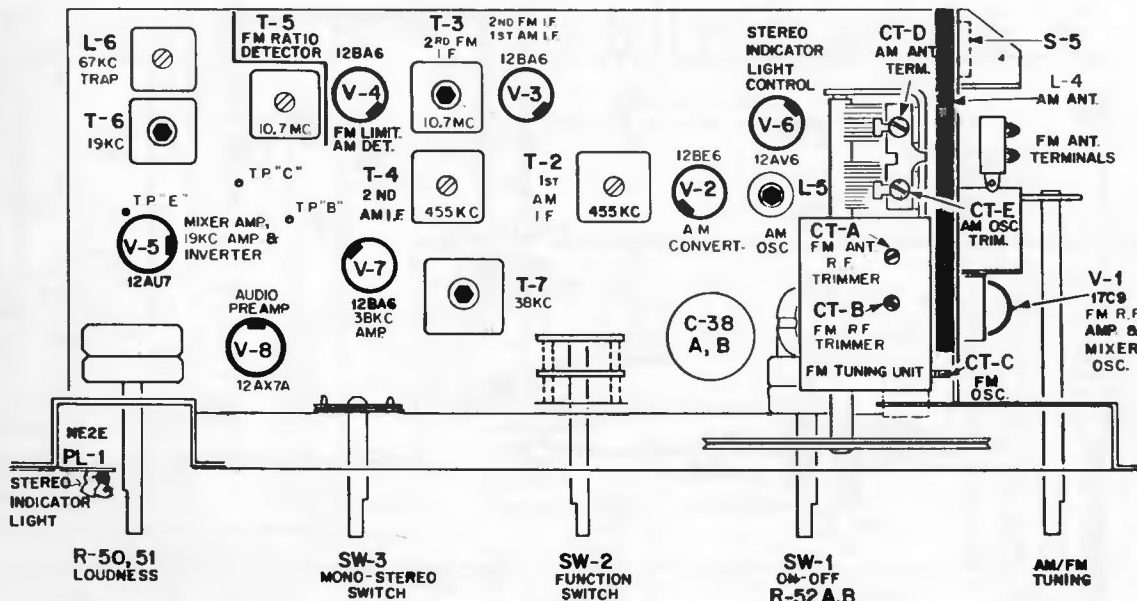 L-6
67KC
TRAP
T-6
19KC
T-5
FM RATIO
DETECTOR
10.7MC
12BA6
V-4
FM LIMIT.
AM DET.
T-3
2RD FM
I.F
10.7MC
2ND FM I.F.
1ST AM I.F.
12BA6
V-3
STEREO
INDICATOR
LIGHT
CONTROL
V-6
12AV6
CT-D
AM ANT.
TERM.
S-5
L-4
AM ANT.
FM ANT.
TERMINALS
T.P. "C"
T.P. "E"
T.P. "B"
V-5
12AU7
MIXER AMP,
19KC AMP &
INVERTER
T-4
2 ND
AM I.F.
455KC
T-2
1ST
AM
I F
455KC
12BE6
V-2
A M
CONVERT-
L-5
AM
OSC
CT-E
AM OSC
TRIM.
CT-A
FM ANT.
R.F.
TRIMMER
CT-B
FM RF
TRIMMER
FM TUNING UNIT
V-1
17C9
FM R.F
AMP &
MIXER
OSC.
CT-C
FM
OSC.
V-7
12BA6
38KC
AMP.
T-7
38KC
AUDIO
PREAMP
V-8
12AX7A
C-38
A, B
NE2E
PL-1
STEREO
INDICATOR
LIGHT
R-50, 51
LOUDNESS
SW-3
MONO-STEREO
SWITCH
SW-2
FUNCTION
SWITCH
SW-1
ON-OFF
R-52 A,B
AM/FM
TUNING